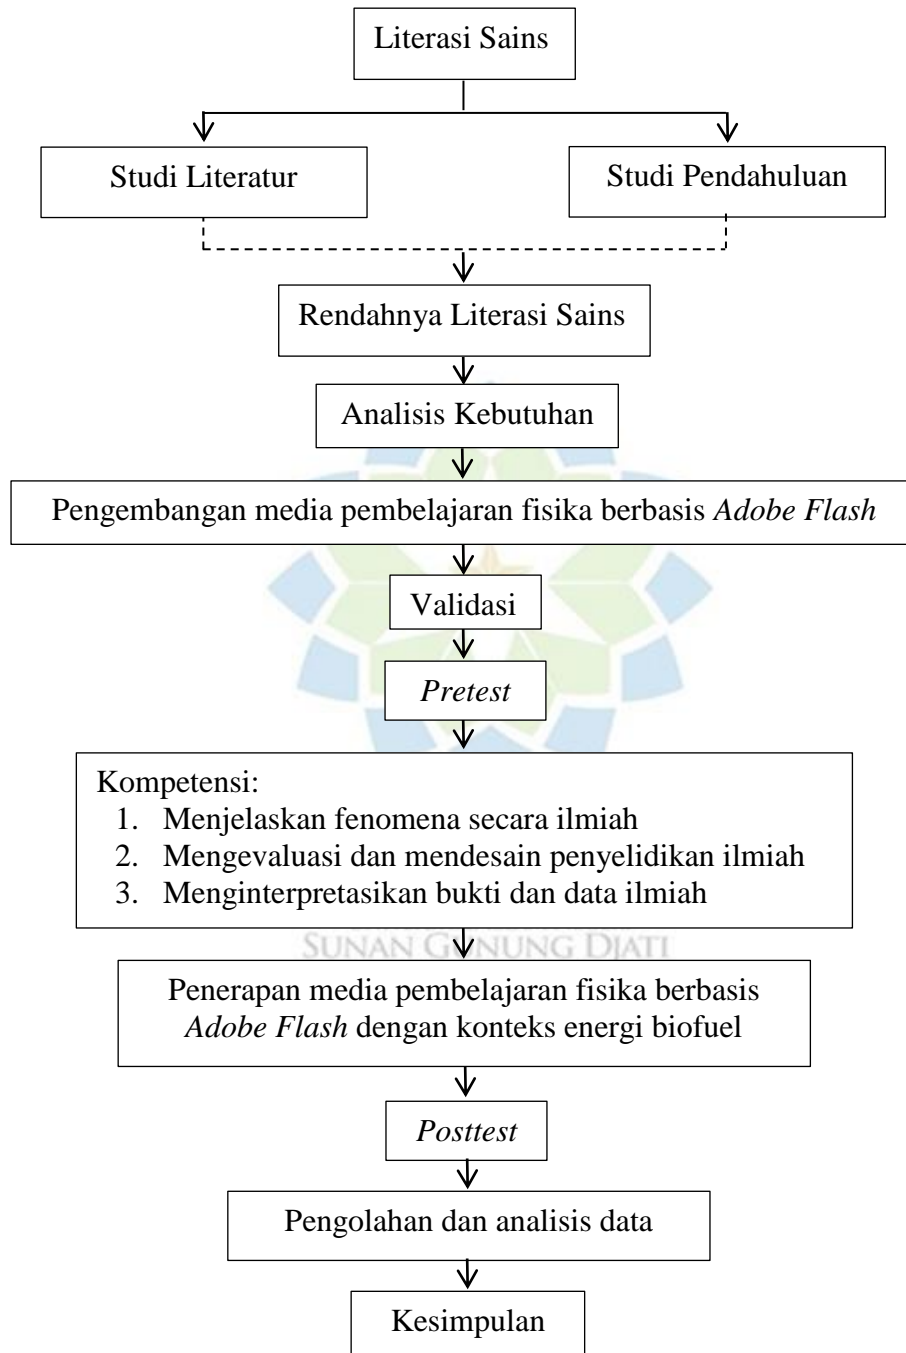 Literasi Sains
Studi Literatur
Studi Pendahuluan
Rendahnya Literasi Sains
Analisis Kebutuhan
Pengembangan media pembelajaran fisika berbasis Adobe Flash
Validasi
Pretest
Kompetensi:
1. Menjelaskan fenomena secara ilmiah
2. Mengevaluasi dan mendesain penyelidikan ilmiah
3. Menginterpretasikan bukti dan data ilmiah
SUNAN GUNUNG DJATI
Penerapan media pembelajaran fisika berbasis
Adobe Flash dengan konteks energi biofuel
Posttest
Pengolahan dan analisis data
Kesimpulan